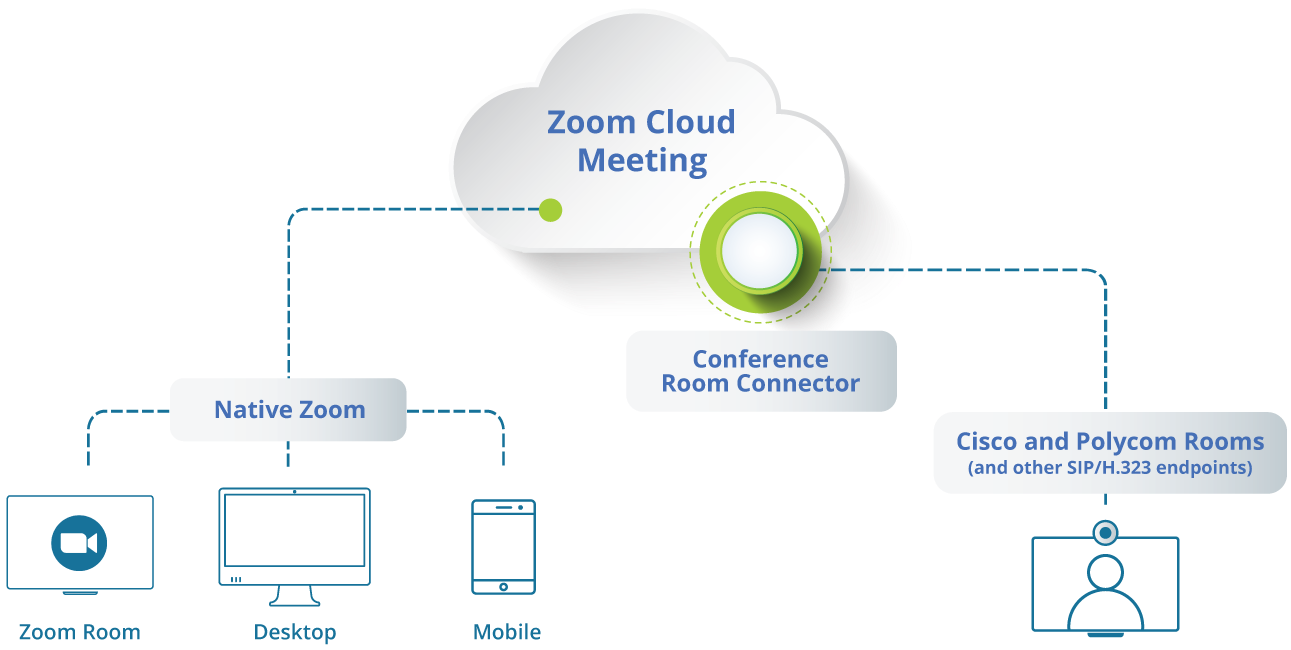 Zoom Cloud
Meeting
Conference
Room Connector
Native Zoom
Cisco and Polycom Rooms
(and other SIP/H.323 endpoints)
Zoom Room
Desktop
Mobile